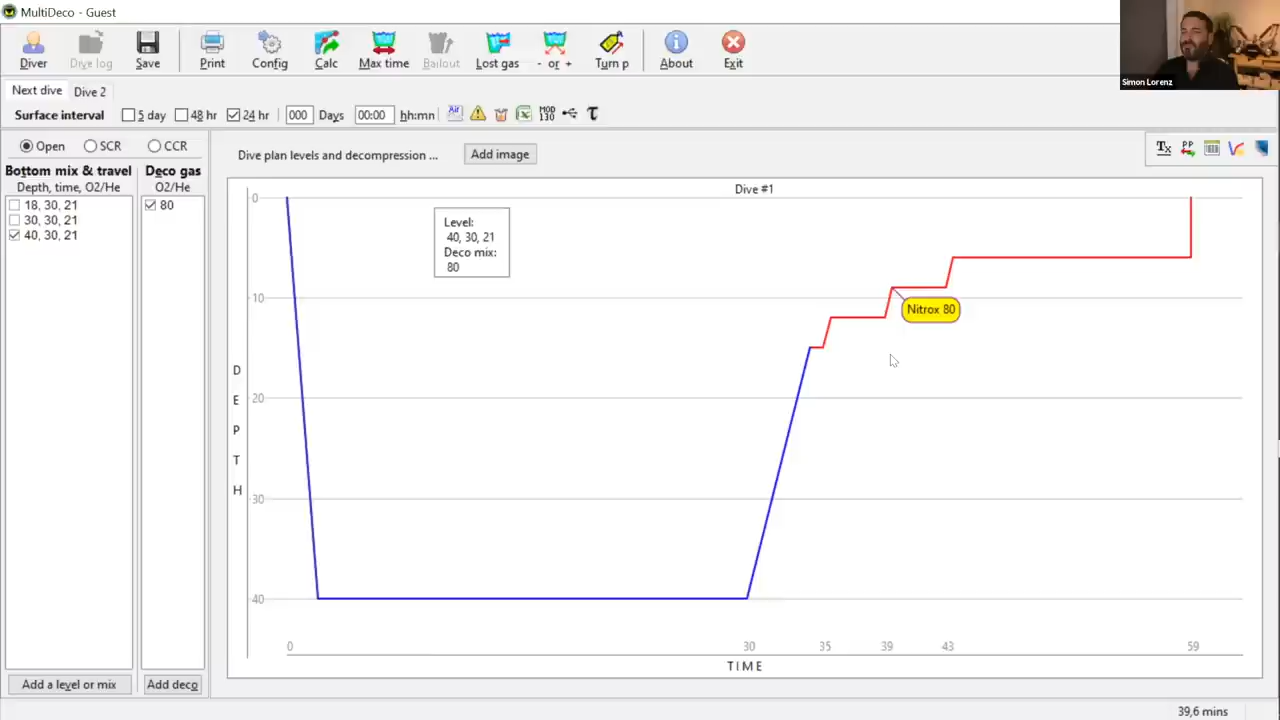 MultiDeco - Guest
Diver
Dive log
Save
Print
Config
Calc
Max time
Bailout
Lost gas
- or +
Turn p
About
Exit
Simon Lorenz
Next dive
Dive 2
Surface interval
5 day
48 hr
24 hr
000
Days
00:00
hh:mn
Air
MOD
130
τ
Open
SCR
CCR
Bottom mix & travel
Depth, time, O2/He
18, 30, 21
30, 30, 21
40, 30, 21
Deco gas
O2/He
80
Dive plan levels and decompression ...
Add image
Tx
PP
Dive #1
Level:
40, 30, 21
Deco mix:
80
Nitrox 80
0
10
20
30
40
D
E
P
T
H
0
30
35
39
43
59
TIME
Add a level or mix
Add deco
39,6 mins